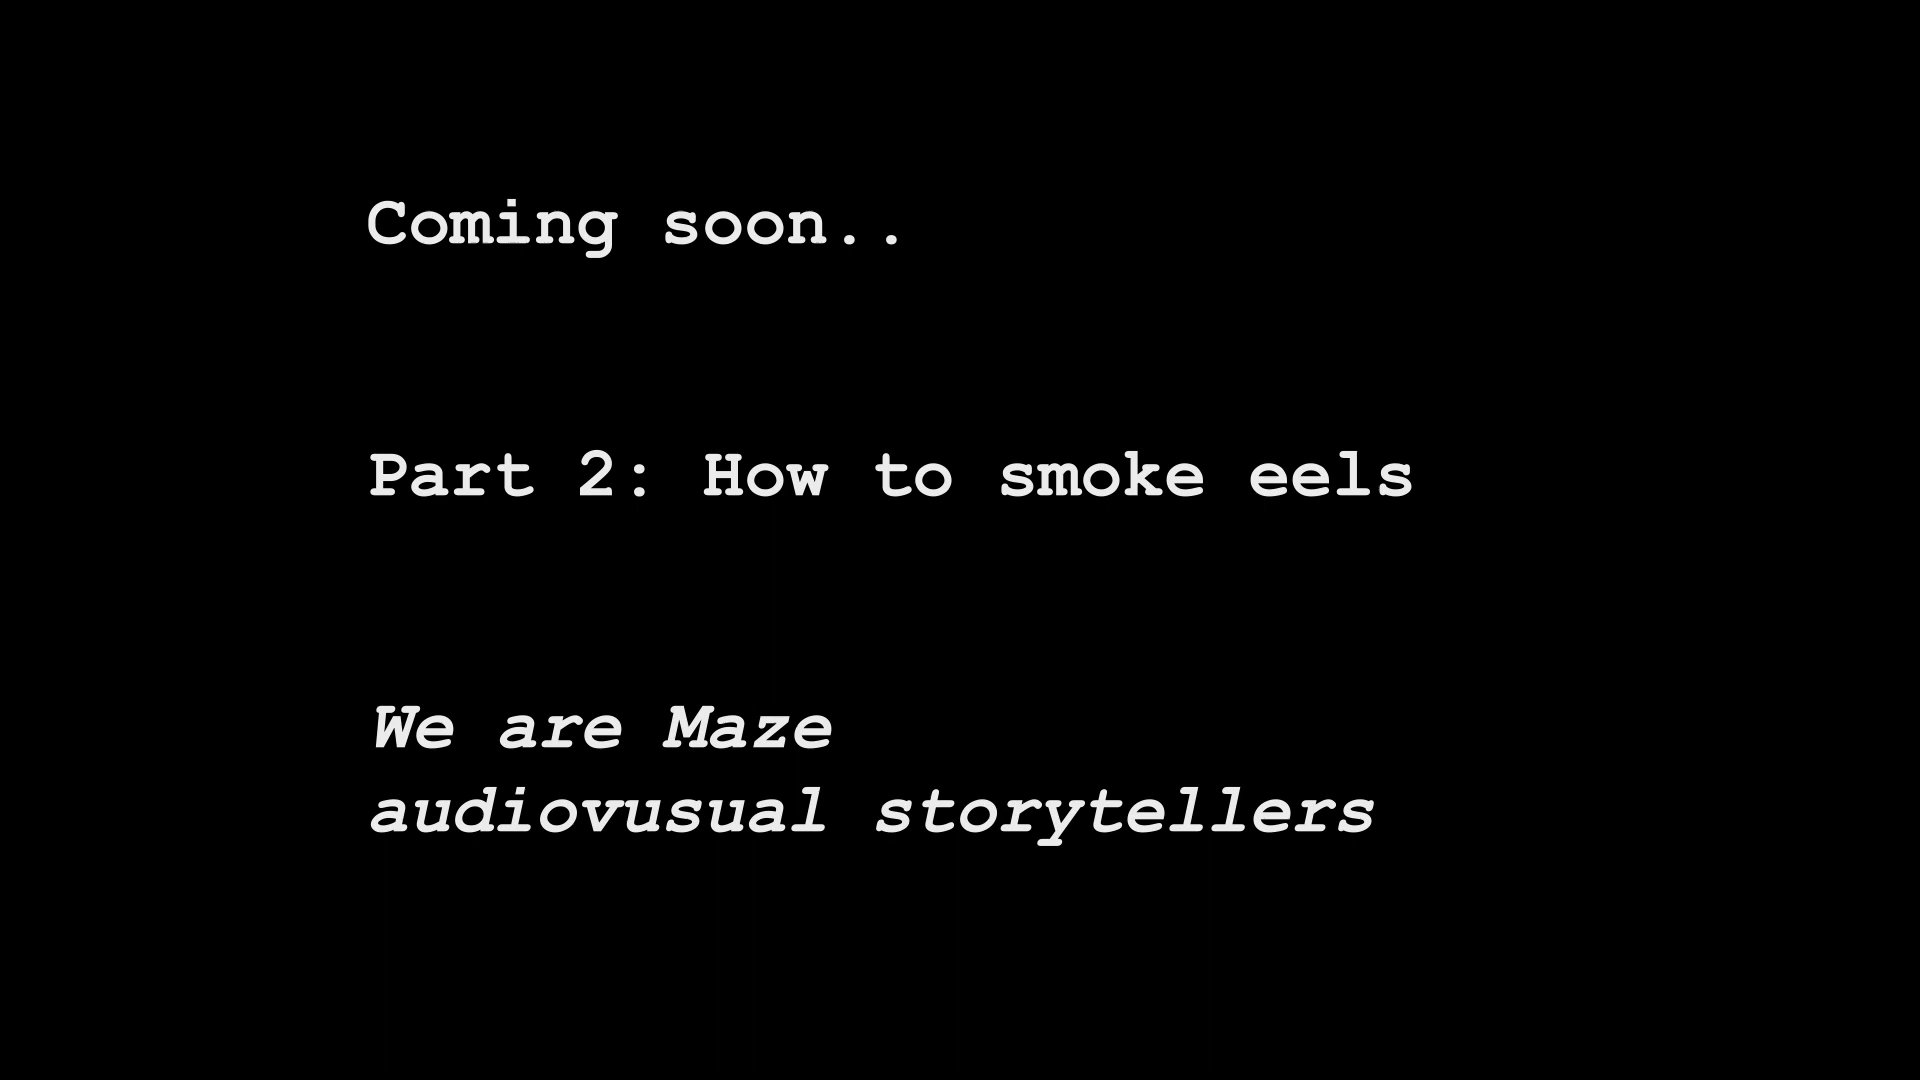 Coming soon..
Part 2: How to smoke eels
We are Maze
audiovusual storytellers